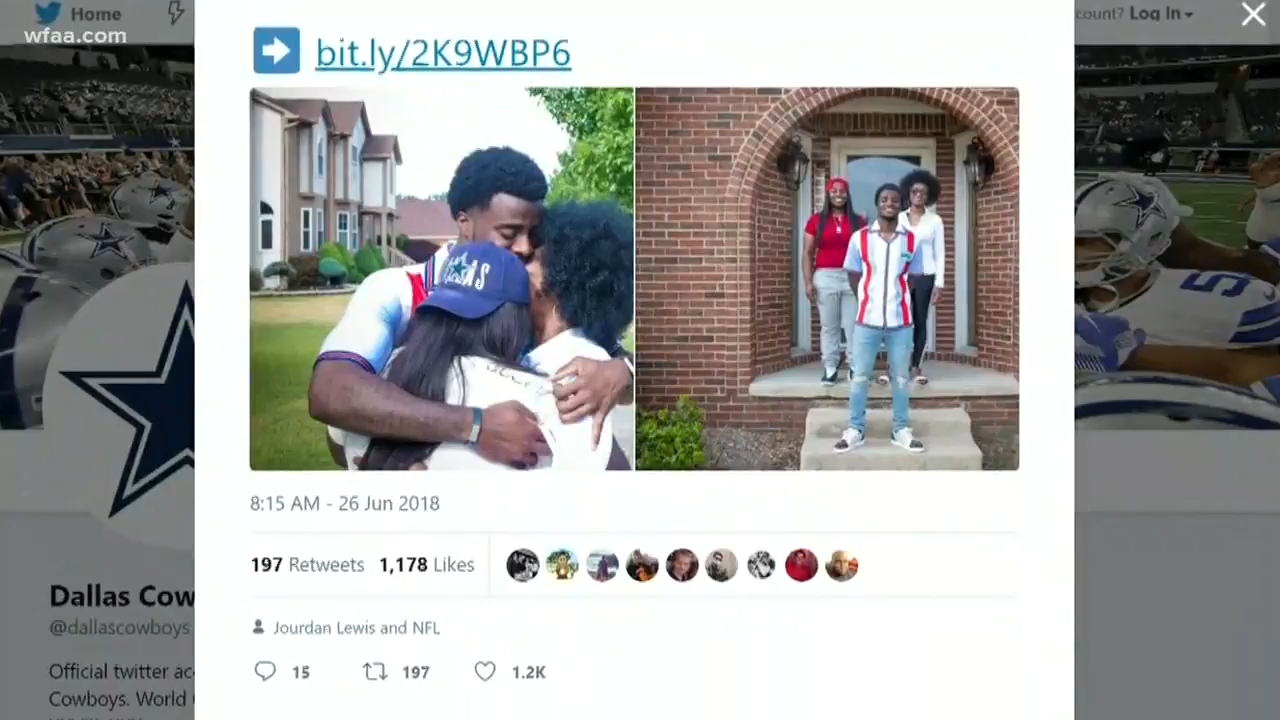 Home
count? Log In
wfaa.com
bit.ly/2K9WBP6
8:15 AM - 26 Jun 2018
197 Retweets 1,178 Likes
Dallas Cow
@dallascowboys
Jourdan Lewis and NFL
Official twitter ac
15 197 1.2K
Cowboys. World